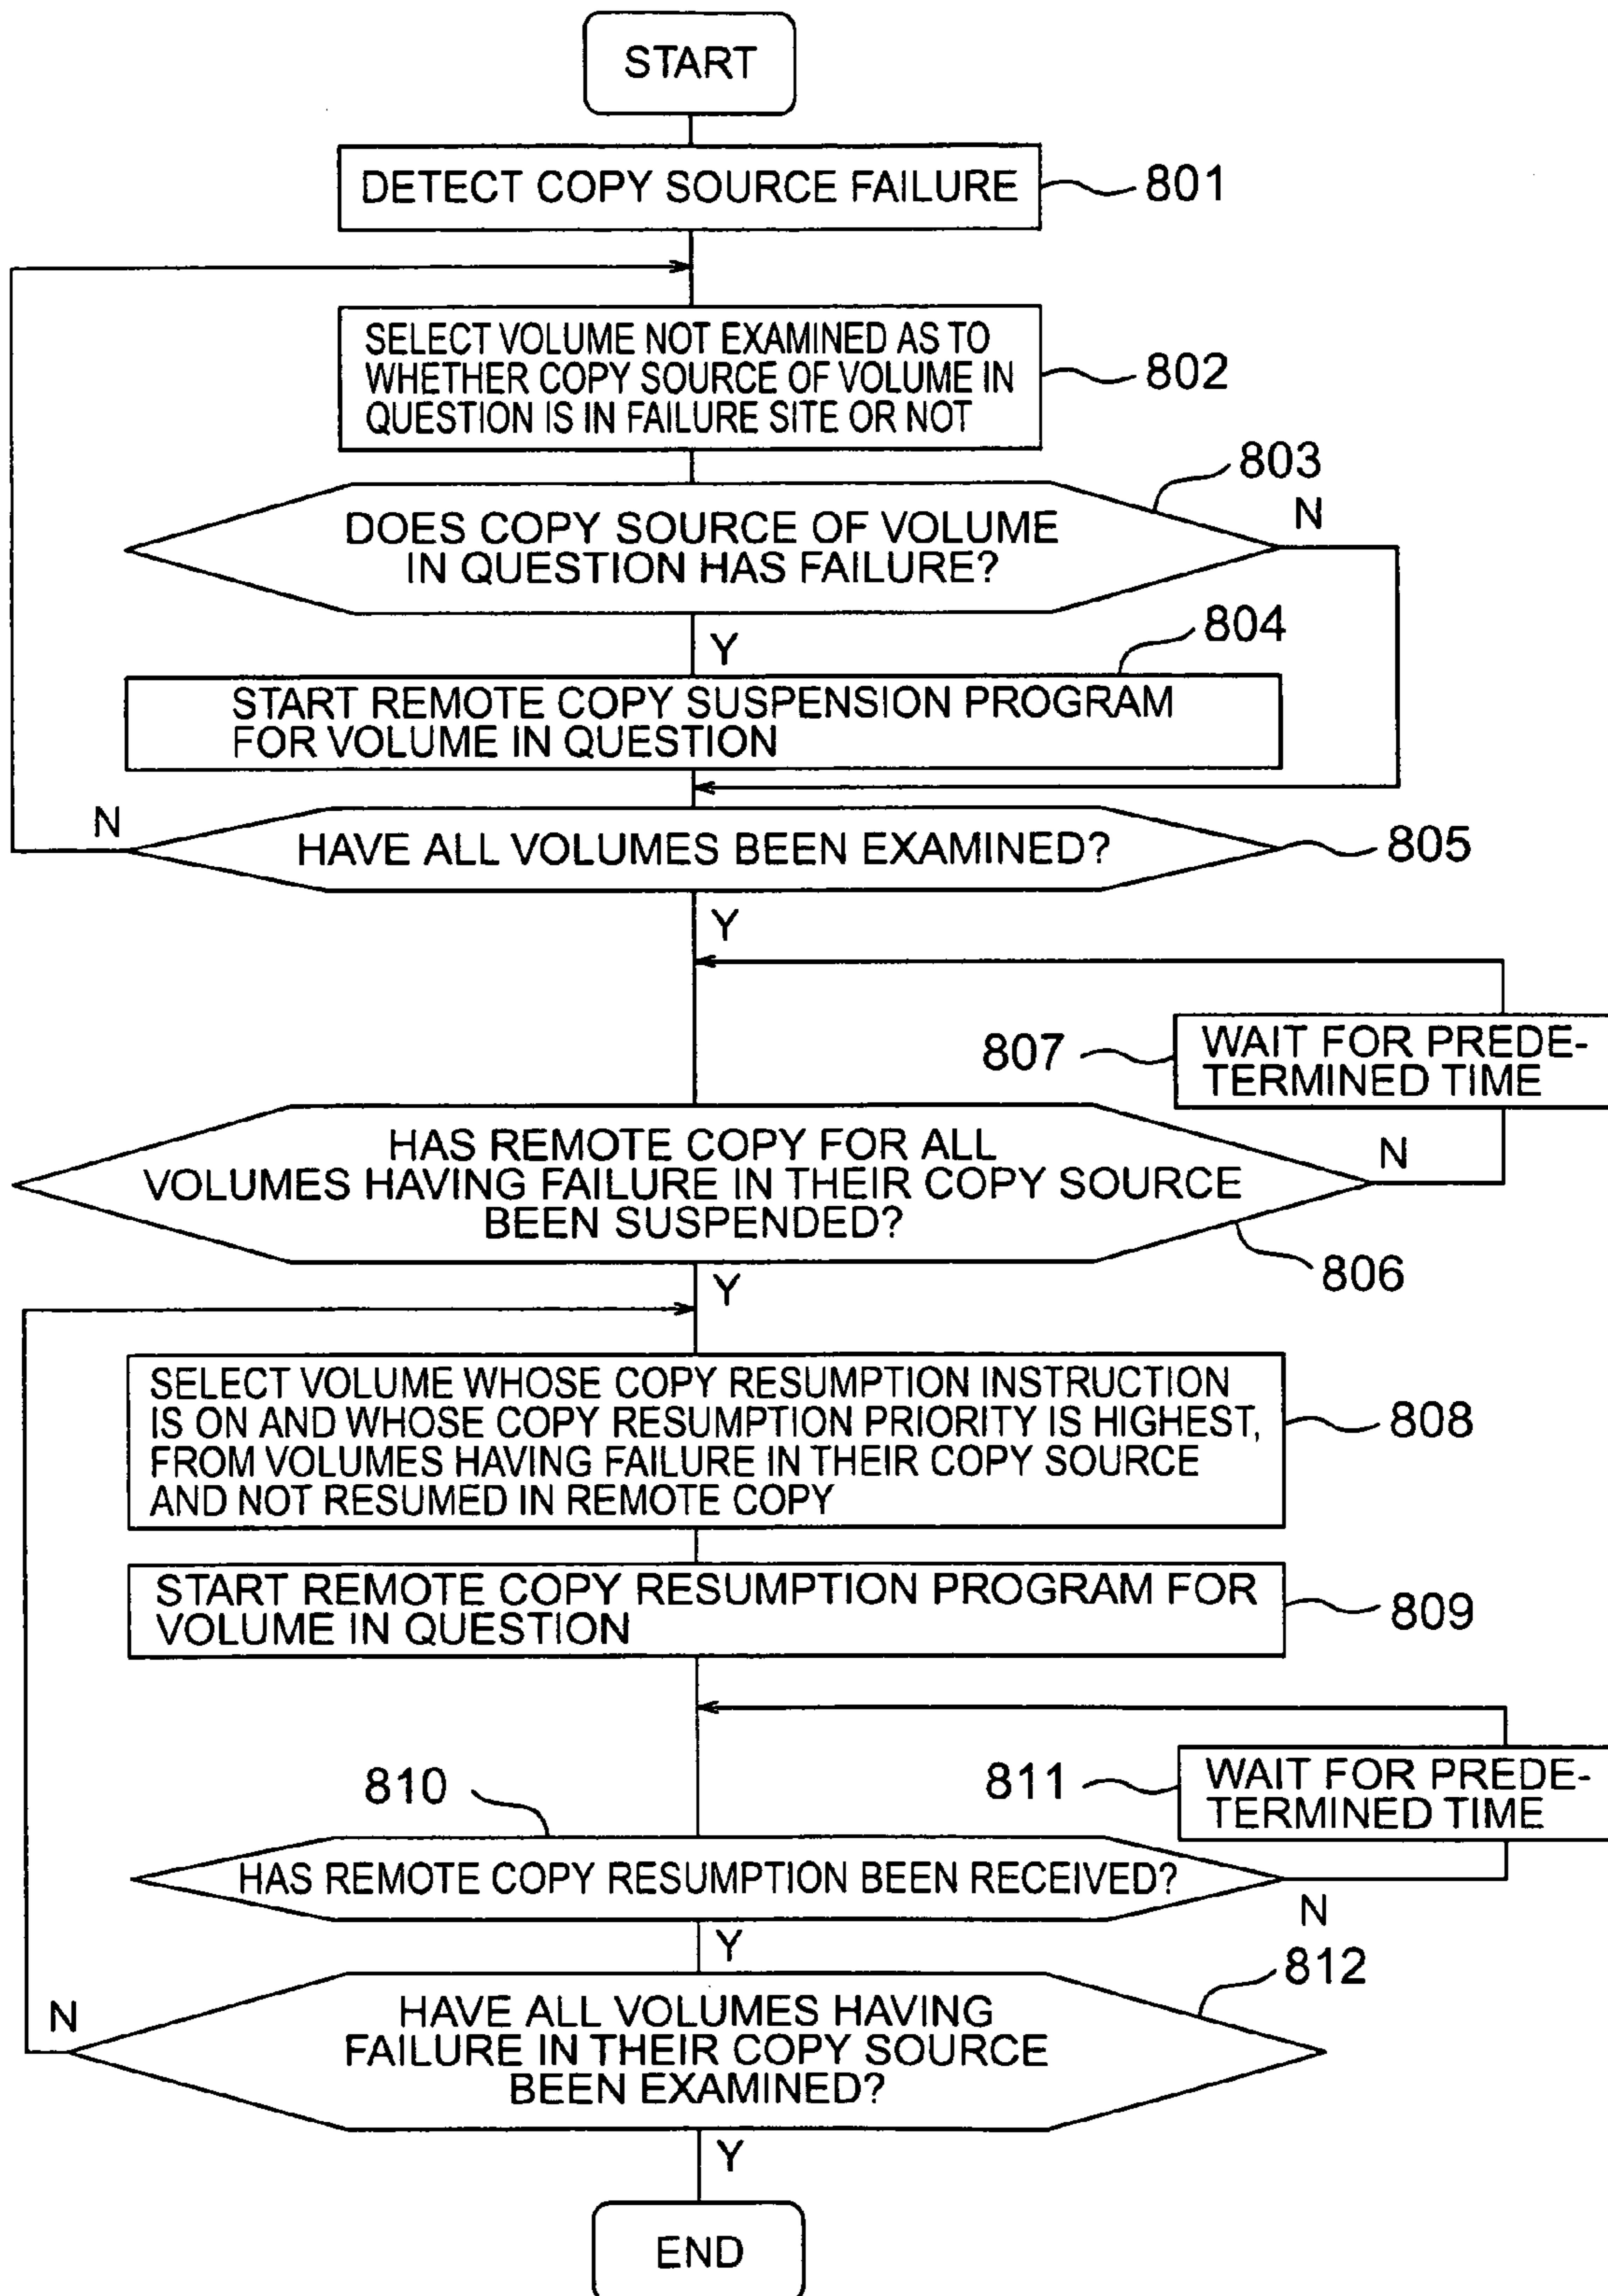 START
DETECT COPY SOURCE FAILURE
801
SELECT VOLUME NOT EXAMINED AS TO
WHETHER COPY SOURCE OF VOLUME IN
QUESTION IS IN FAILURE SITE OR NOT
802
803
DOES COPY SOURCE OF VOLUME
IN QUESTION HAS FAILURE?
N
Y
804
START REMOTE COPY SUSPENSION PROGRAM
FOR VOLUME IN QUESTION
N
HAVE ALL VOLUMES BEEN EXAMINED?
805
Y
807
WAIT FOR PREDE-
TERMINED TIME
HAS REMOTE COPY FOR ALL
VOLUMES HAVING FAILURE IN THEIR COPY SOURCE
BEEN SUSPENDED?
N
806
Y
SELECT VOLUME WHOSE COPY RESUMPTION INSTRUCTION
IS ON AND WHOSE COPY RESUMPTION PRIORITY IS HIGHEST,
FROM VOLUMES HAVING FAILURE IN THEIR COPY SOURCE
AND NOT RESUMED IN REMOTE COPY
808
START REMOTE COPY RESUMPTION PROGRAM FOR
VOLUME IN QUESTION
809
811
WAIT FOR PREDE-
TERMINED TIME
810
HAS REMOTE COPY RESUMPTION BEEN RECEIVED?
N
Y
812
N
HAVE ALL VOLUMES HAVING
FAILURE IN THEIR COPY SOURCE
BEEN EXAMINED?
Y
END